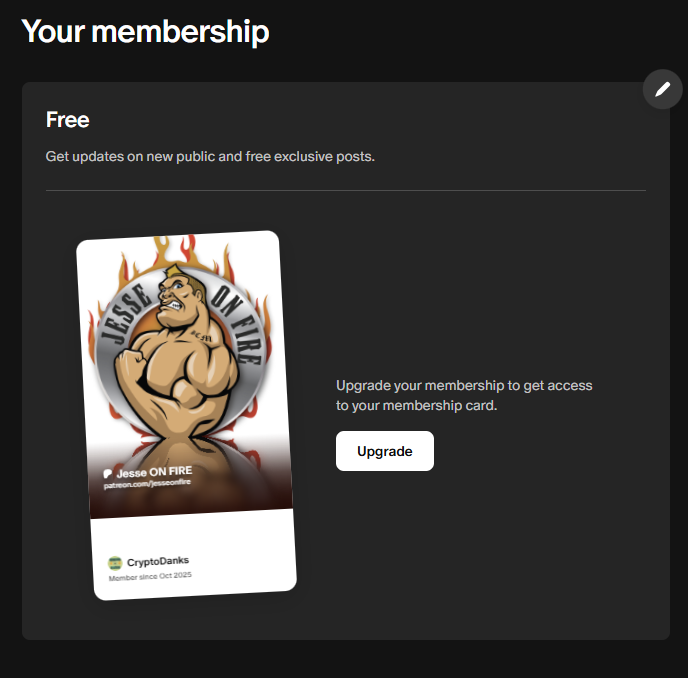 Your membership
Free
Get updates on new public and free exclusive posts.
JESSE ON FIRE
Jesse ON FIRE
patreon.com/jesseonfire
CryptoDanks
Member since Oct 2025
Upgrade your membership to get access
to your membership card.
Upgrade